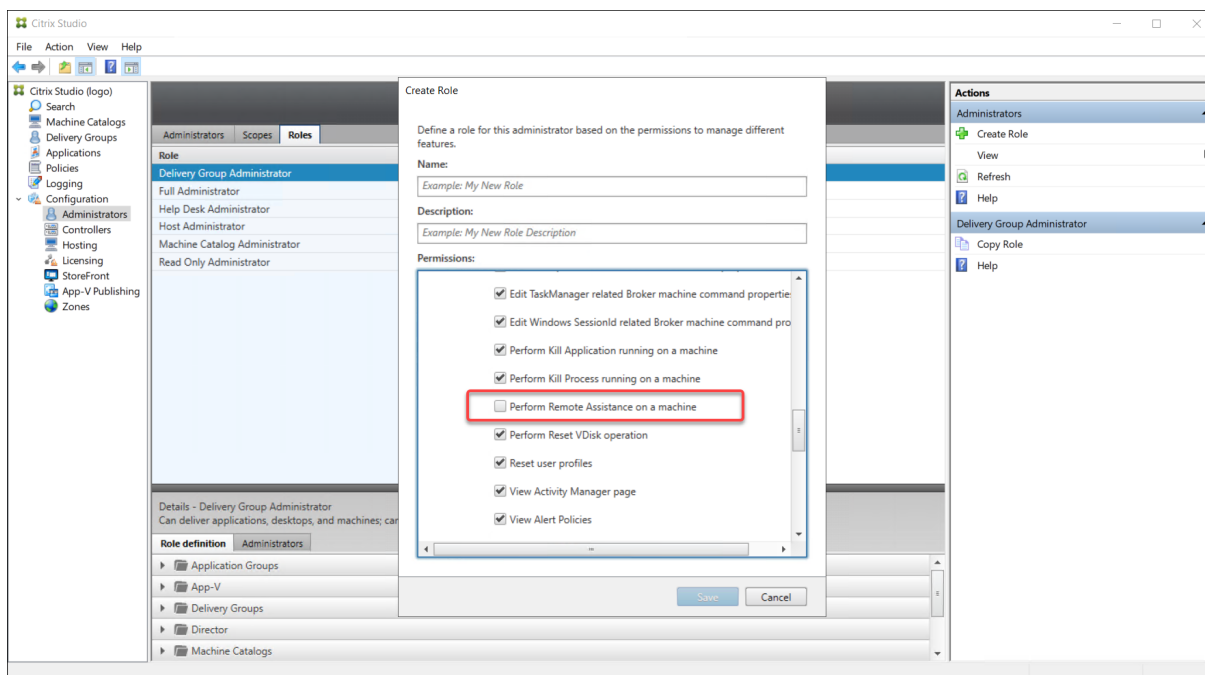 Citrix Studio
File Action View Help
Citrix Studio (logo)
Search
Machine Catalogs
Delivery Groups
Applications
Policies
Logging
Configuration
Administrators
Controllers
Hosting
Licensing
StoreFront
App-V Publishing
Zones
Administrators Scopes Roles
Role
Delivery Group Administrator
Full Administrator
Help Desk Administrator
Host Administrator
Machine Catalog Administrator
Read Only Administrator
Details - Delivery Group Administrator
Can deliver applications, desktops, and machines; car
Role definition Administrators
Application Groups
App-V
Delivery Groups
Director
Machine Catalogs
Create Role
Define a role for this administrator based on the permissions to manage different
features.
Name:
Example: My New Role
Description:
Example: My New Role Description
Permissions:
Edit TaskManager related Broker machine command propertie
Edit Windows SessionId related Broker machine command pro
Perform Kill Application running on a machine
Perform Kill Process running on a machine
Perform Remote Assistance on a machine
Perform Reset VDisk operation
Reset user profiles
View Activity Manager page
View Alert Policies
Save Cancel
Actions
Administrators
Create Role
View
Refresh
Help
Delivery Group Administrator
Copy Role
Help